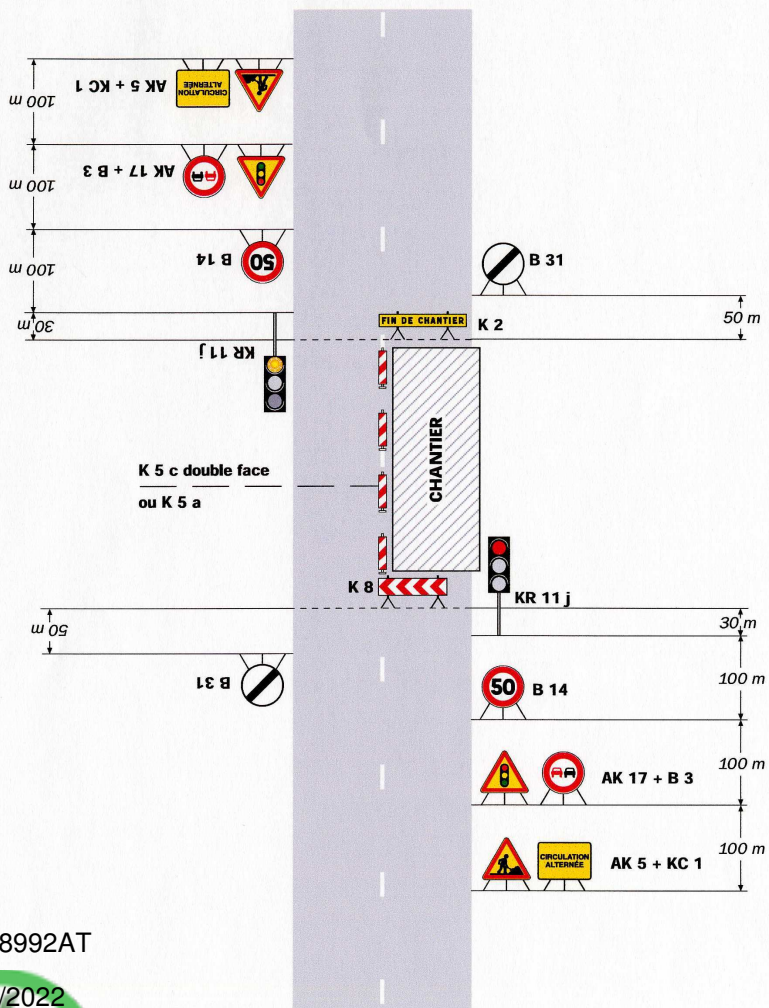 AK 5 + KC 1
CIRCULATION
ALTERNÉE
100 m
AK 17 + B 3
100 m
B 14
50
100 m
B 31
30 m
FIN DE CHANTIER
K 2
50 m
KR 11 j
CHANTIER
K 5 c double face
ou K 5 a
K 8
KR 11 j
30 m
50 m
B 31
50
B 14
100 m
AK 17 + B 3
100 m
CIRCULATION
ALTERNÉE
AK 5 + KC 1
100 m
8992AT
/2022